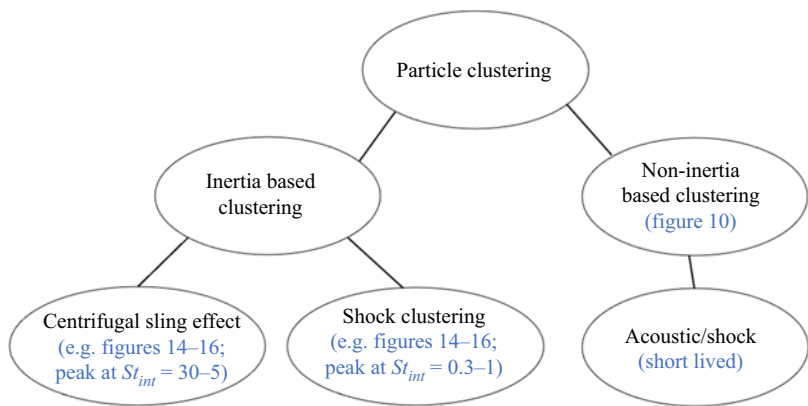 Particle clustering
Inertia based
clustering
Non-inertia
based clustering
(figure 10)
Centrifugal sling effect
(e.g. figures 14–16;
peak at St_int = 30–5)
Shock clustering
(e.g. figures 14–16;
peak at St_int = 0.3–1)
Acoustic/shock
(short lived)